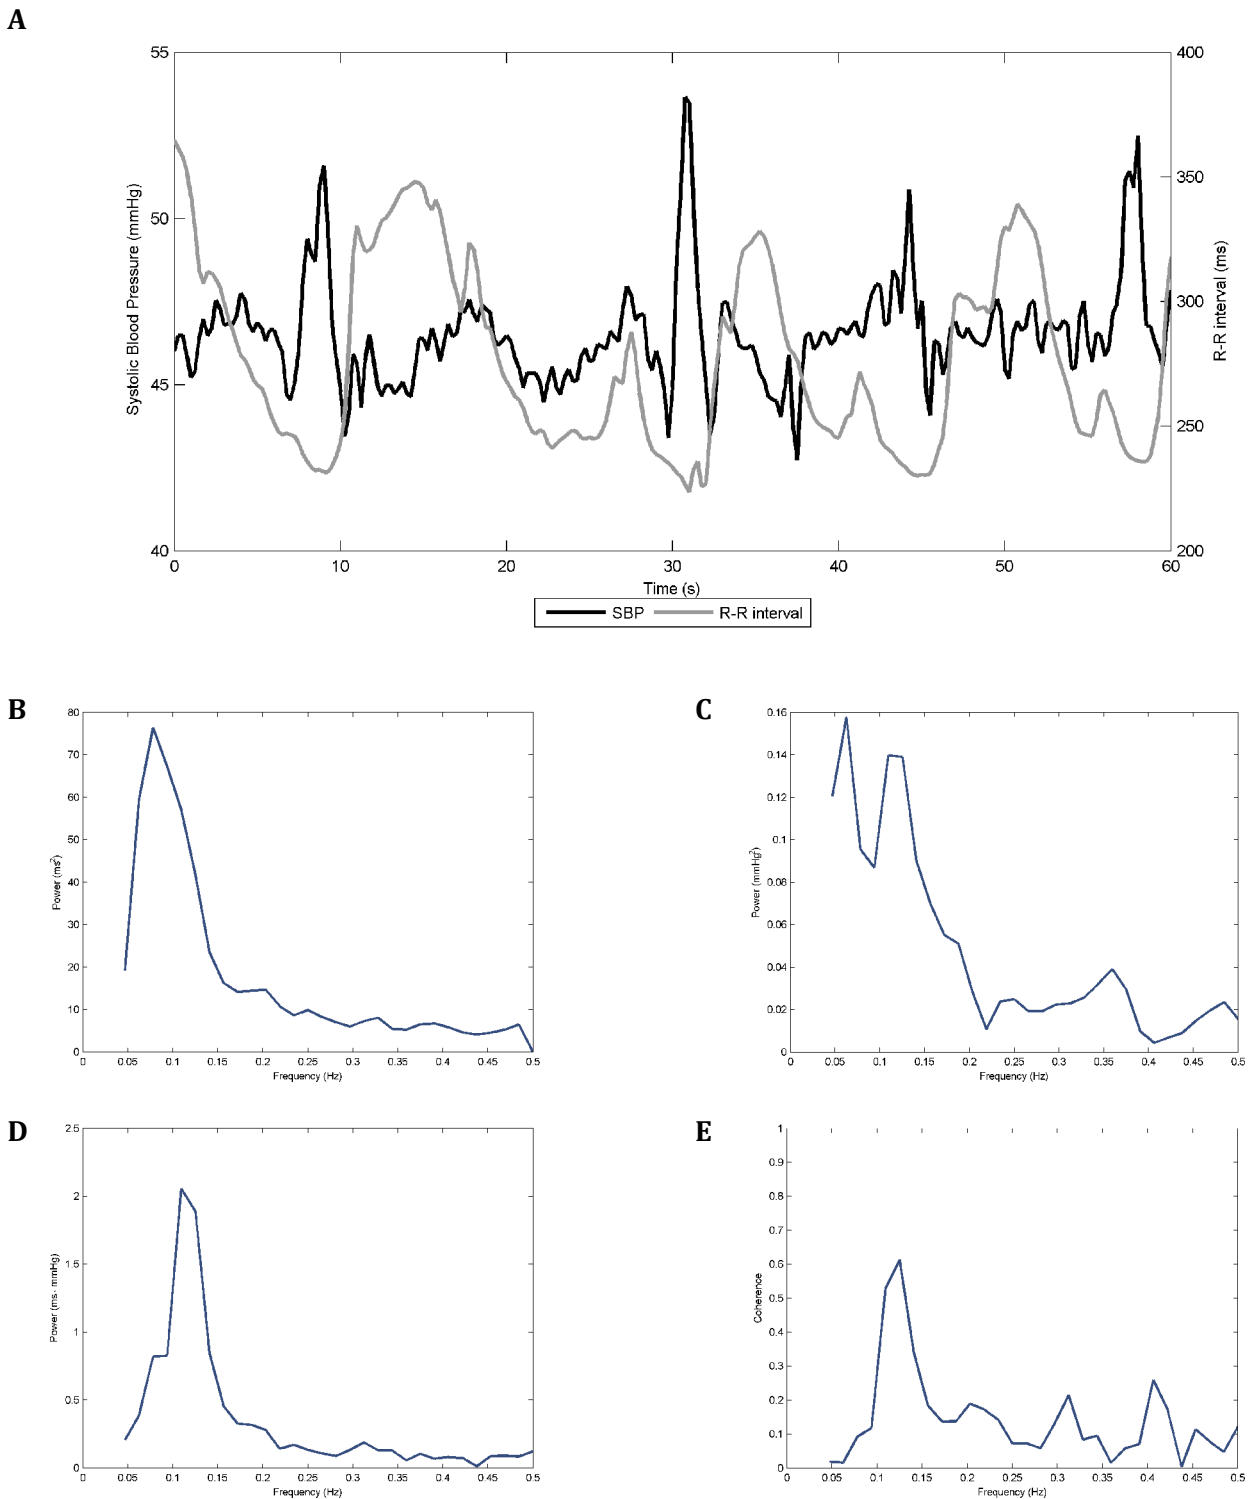 A
55
50
45
40
Systolic Blood Pressure (mmHg)
400
350
300
250
200
R-R interval (ms)
0 10 20 30 40 50 60
Time (s)
SBP R-R interval
B
80
70
60
50
40
30
20
10
0
Power (ms²)
0 0.05 0.1 0.15 0.2 0.25 0.3 0.35 0.4 0.45 0.5
Frequency (Hz)
C
0.16
0.14
0.12
0.1
0.08
0.06
0.04
0.02
0
Power (mmHg²)
0 0.05 0.1 0.15 0.2 0.25 0.3 0.35 0.4 0.45 0.5
Frequency (Hz)
D
2.5
2
1.5
1
0.5
0
Power (ms·mmHg)
0 0.05 0.1 0.15 0.2 0.25 0.3 0.35 0.4 0.45 0.5
Frequency (Hz)
E
1
0.9
0.8
0.7
0.6
0.5
0.4
0.3
0.2
0.1
0
Coherence
0 0.05 0.1 0.15 0.2 0.25 0.3 0.35 0.4 0.45 0.5
Frequency (Hz)